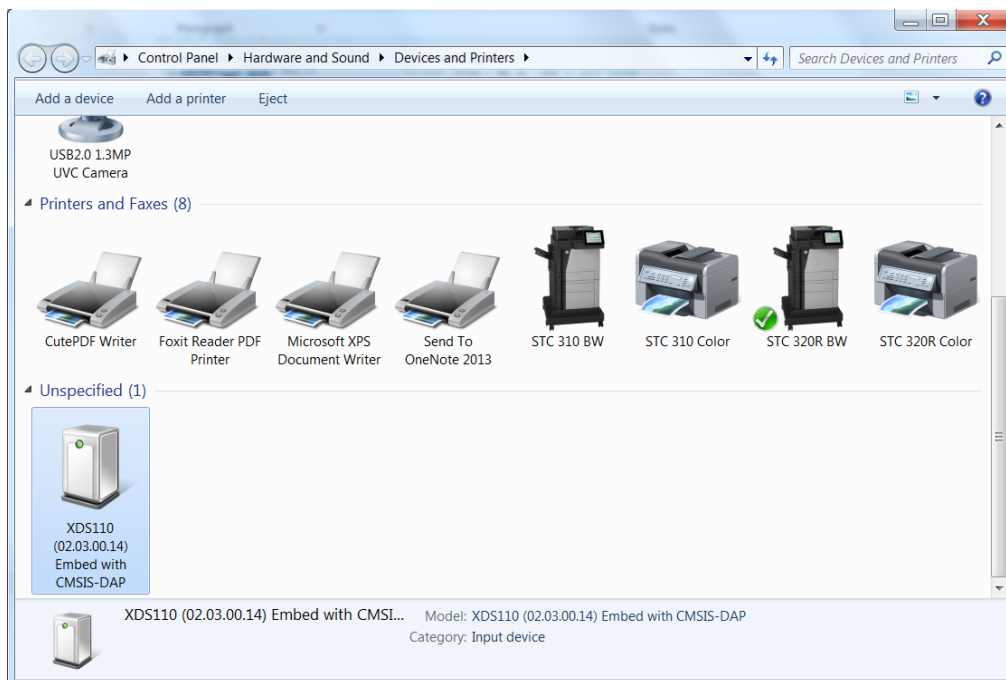 Control Panel ▸ Hardware and Sound ▸ Devices and Printers ▸
Search Devices and Printers
Add a device Add a printer Eject
USB2.0 1.3MP
UVC Camera
Printers and Faxes (8)
CutePDF Writer
Foxit Reader PDF
Printer
Microsoft XPS
Document Writer
Send To
OneNote 2013
STC 310 BW
STC 310 Color
STC 320R BW
STC 320R Color
Unspecified (1)
XDS110
(02.03.00.14)
Embed with
CMSIS-DAP
XDS110 (02.03.00.14) Embed with CMSI... Model: XDS110 (02.03.00.14) Embed with CMSIS-DAP
Category: Input device